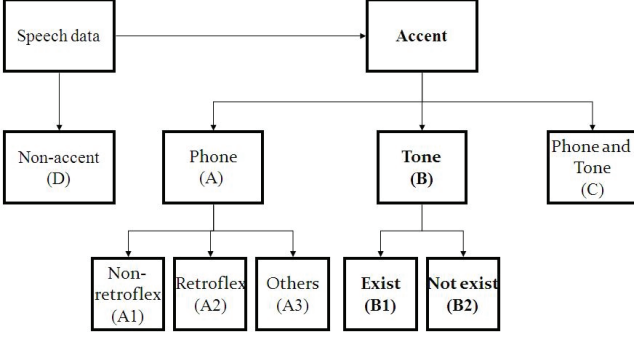 Speech data
Accent
Non-accent
(D)
Phone
(A)
Tone
(B)
Phone and
Tone
(C)
Non-
retroflex
(A1)
Retroflex
(A2)
Others
(A3)
Exist
(B1)
Not exist
(B2)